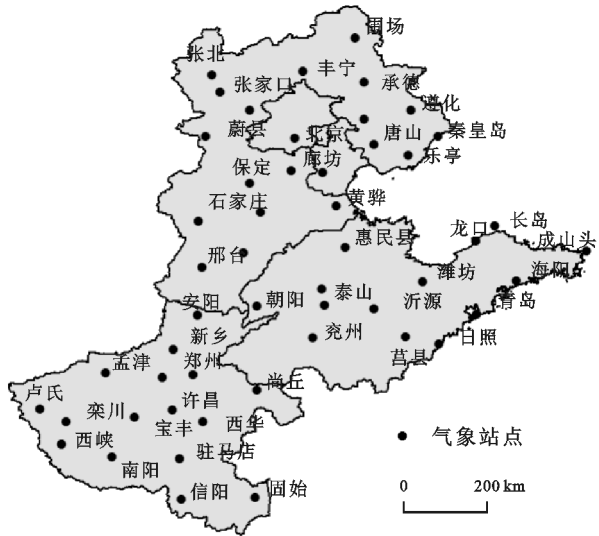 围场
张北
丰宁
张家口
承德
遵化
蔚县
北京
唐山
秦皇岛
乐亭
保定
廊坊
石家庄
黄骅
惠民县
龙口
长岛
成山头
邢台
潍坊
海阳
安阳
朝阳
泰山
沂源
青岛
新乡
兖州
日照
孟津
郑州
莒县
卢氏
尚丘
栾川
许昌
宝丰
西华
西峡
驻马店
南阳
信阳
固始
气象站点
0 200 km